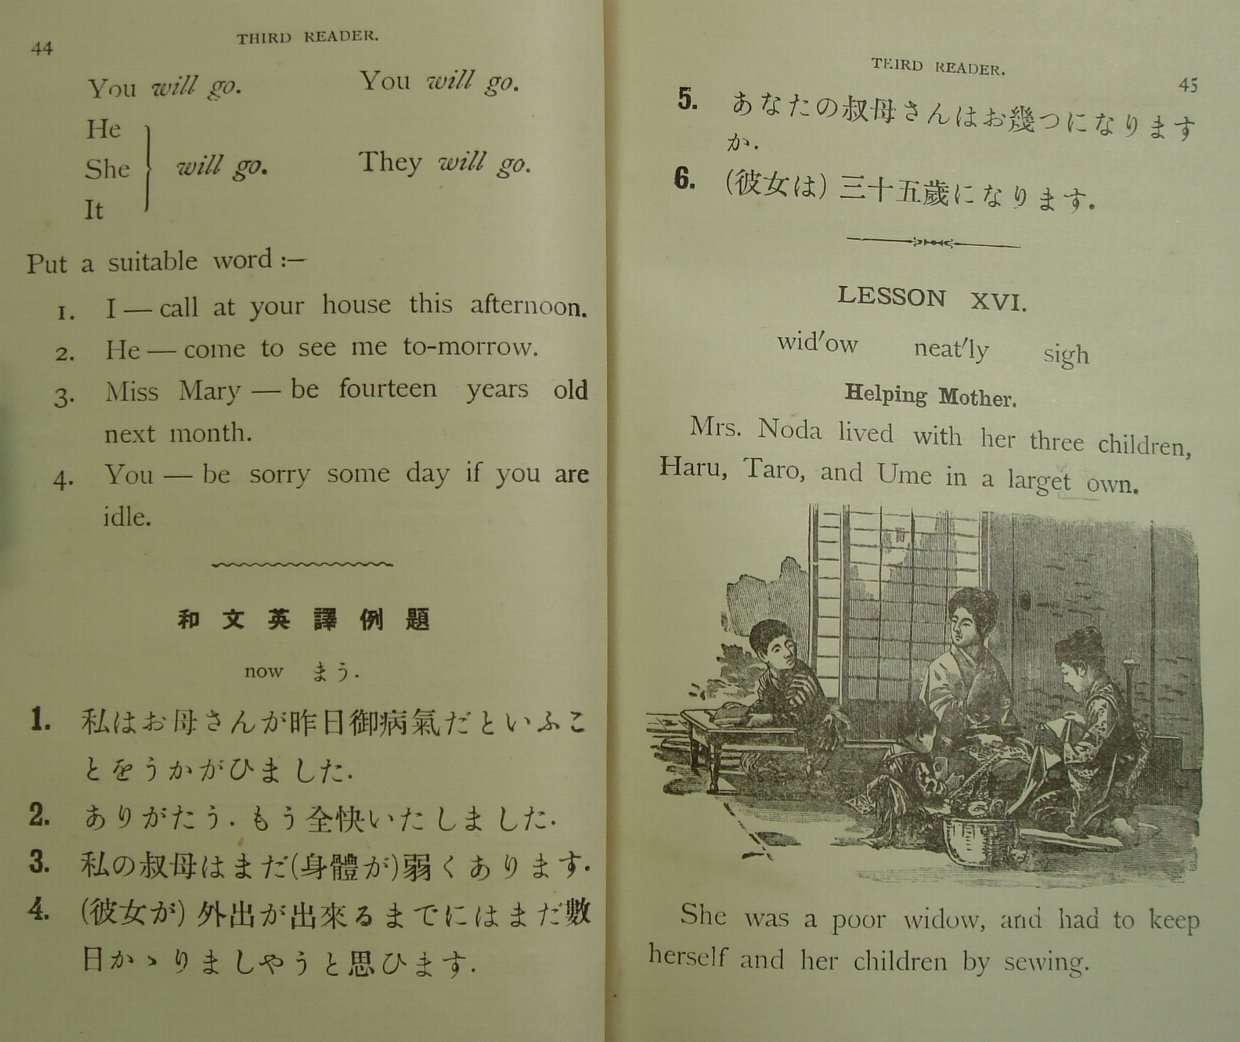 44
THIRD READER.
You will go. You will go.
He
She will go. They will go.
It
Put a suitable word :—
1. I — call at your house this afternoon.
2. He — come to see me to-morrow.
3. Miss Mary — be fourteen years old
next month.
4. You — be sorry some day if you are
idle.
和文英譯例題
now まう.
1. 私はお母さんが昨日御病氣だといふこ
とをうかがひました.
2. ありがたう. もう全快いたしました.
3. 私の叔母はまだ(身體が)弱くあります.
4. (彼女が) 外出が出來るまでにはまだ數
日かゝりましやうと思ひます.
THIRD READER.
45
5. あなたの叔母さんはお幾つになります
か.
6. (彼女は) 三十五歲になります.
LESSON XVI.
wid′ow neat′ly sigh
Helping Mother.
Mrs. Noda lived with her three children,
Haru, Taro, and Ume in a larget own.
She was a poor widow, and had to keep
herself and her children by sewing.